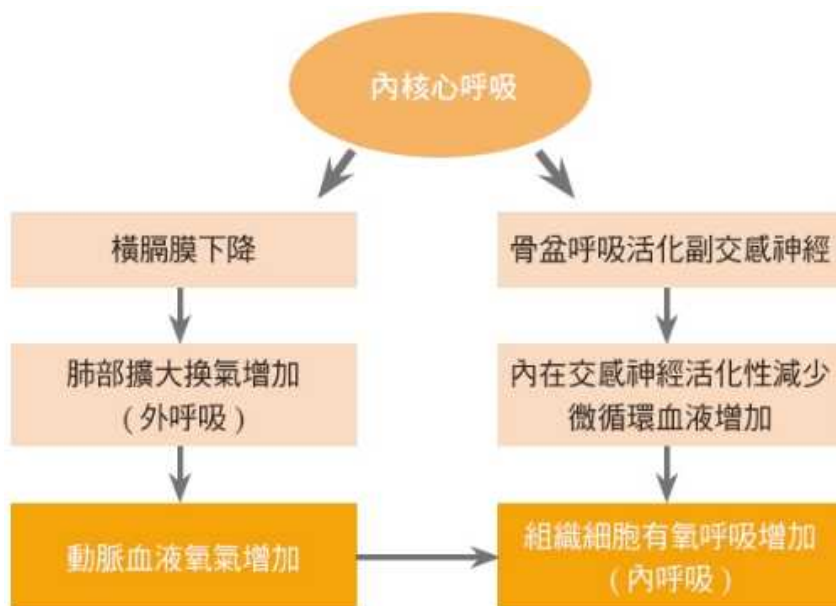 內核心呼吸
橫膈膜下降
骨盆呼吸活化副交感神經
肺部擴大換氣增加
(外呼吸)
內在交感神經活化性減少
微循環血液增加
動脈血液氧氣增加
組織細胞有氧呼吸增加
(內呼吸)